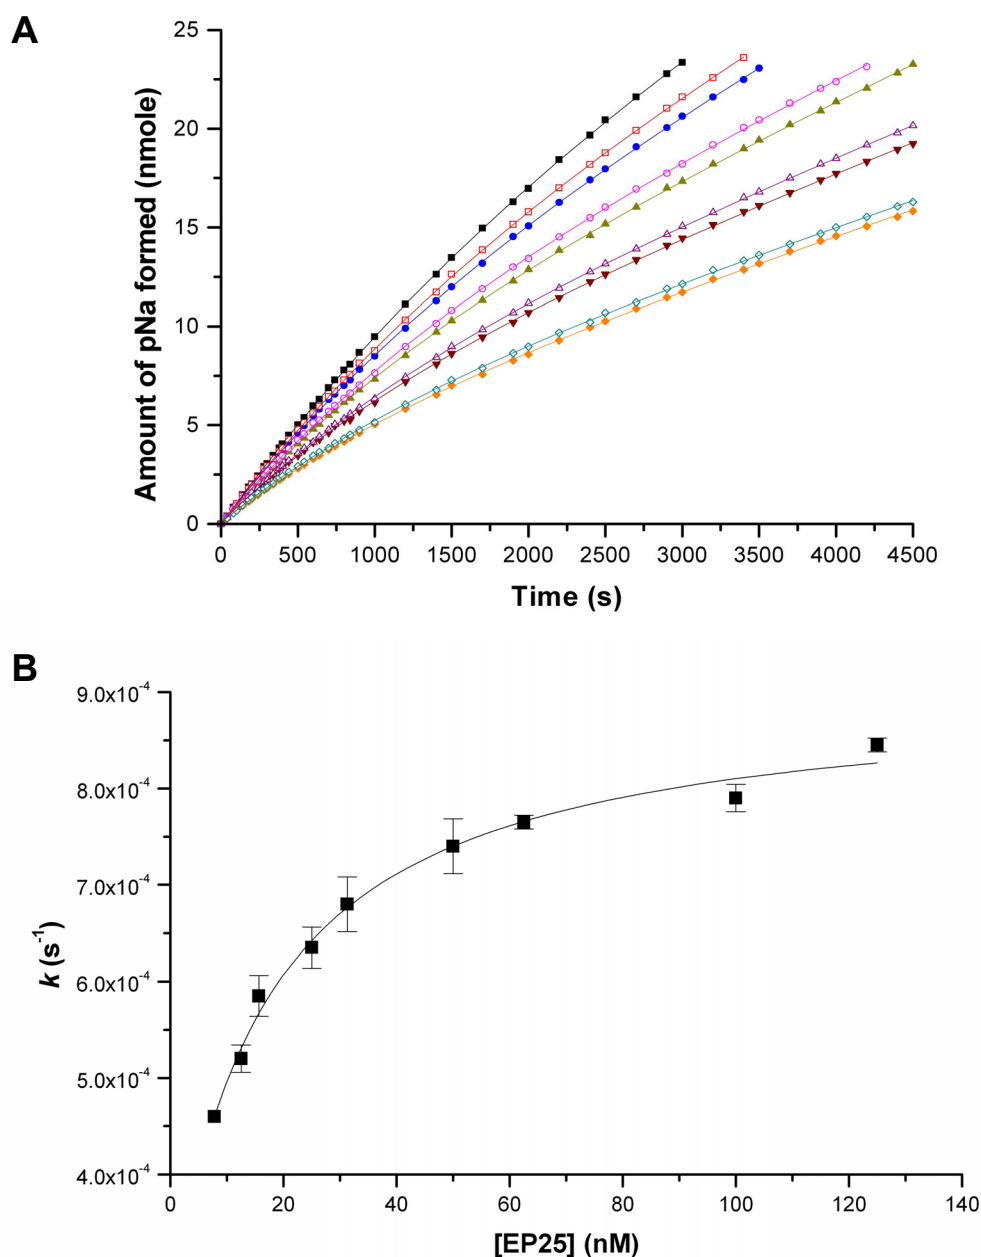 A
Amount of pNa formed (nmole)
25
20
15
10
5
0
0 500 1000 1500 2000 2500 3000 3500 4000 4500
Time (s)
B
k (s⁻¹)
9.0x10⁻⁴
8.0x10⁻⁴
7.0x10⁻⁴
6.0x10⁻⁴
5.0x10⁻⁴
4.0x10⁻⁴
0 20 40 60 80 100 120 140
[EP25] (nM)